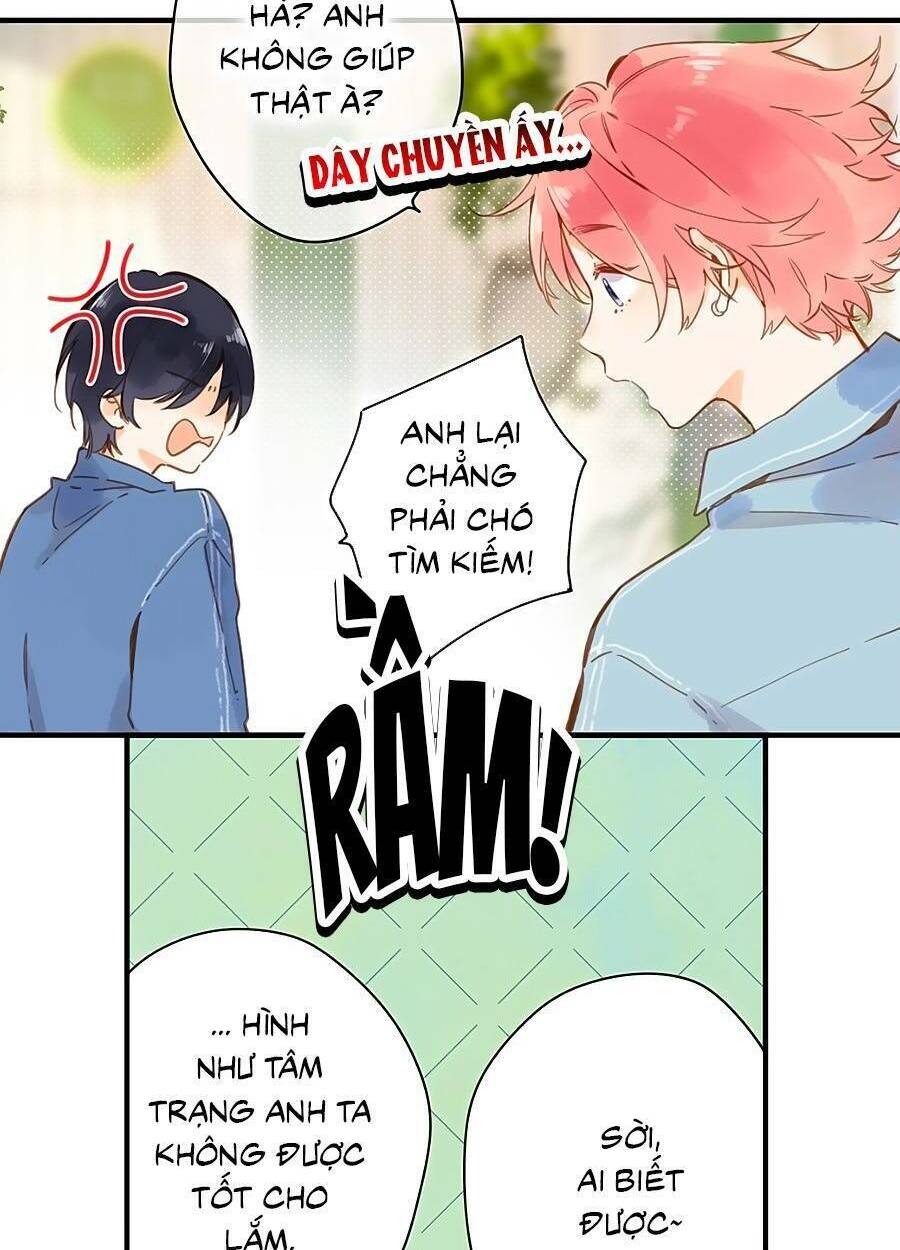 HẢ? ANH
KHÔNG GIÚP
THẬT À?
DÂY CHUYỀN ẤY...
ANH LẠI
CHẲNG
PHẢI CHÓ
TÌM KIẾM!
RẦM!
... HÌNH
NHƯ TÂM
TRẠNG ANH TA
KHÔNG ĐƯỢC
TỐT CHO
LẮM.
SỜI,
AI BIẾT
ĐƯỢC~